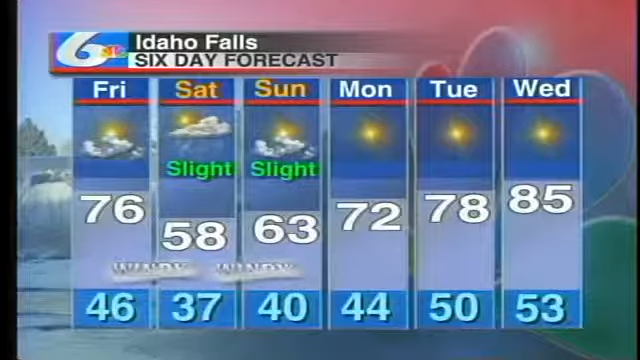 6
Idaho Falls
SIX DAY FORECAST
Fri Sat Sun Mon Tue Wed
Slight Slight
76 58 63 72 78 85
WINDY WINDY
46 37 40 44 50 53